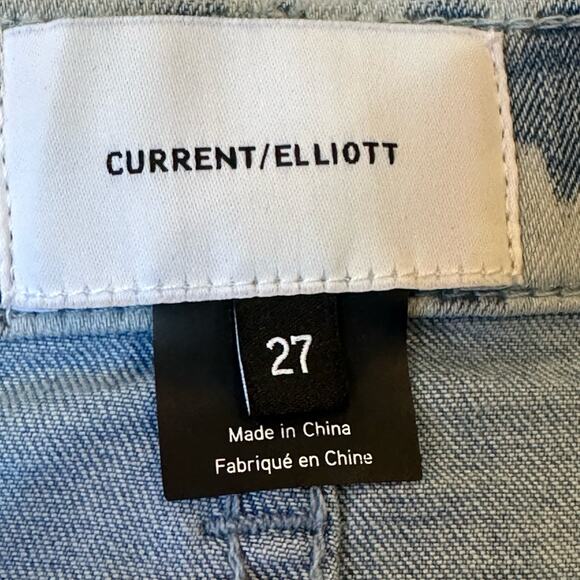 CURRENT/ELLIOTT
27
Made in China
Fabriqué en Chine